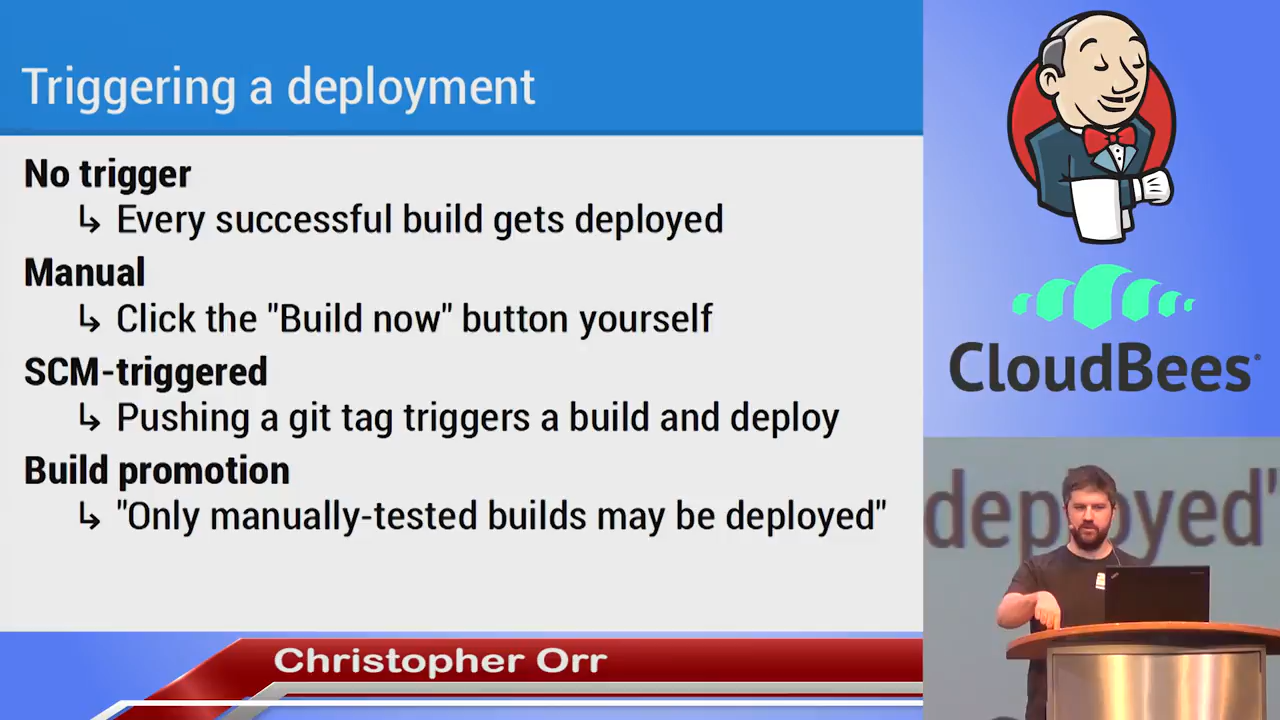 Triggering a deployment
No trigger
↳ Every successful build gets deployed
Manual
↳ Click the "Build now" button yourself
SCM-triggered
↳ Pushing a git tag triggers a build and deploy
Build promotion
↳ "Only manually-tested builds may be deployed"
CloudBees
deployed"
Christopher Orr